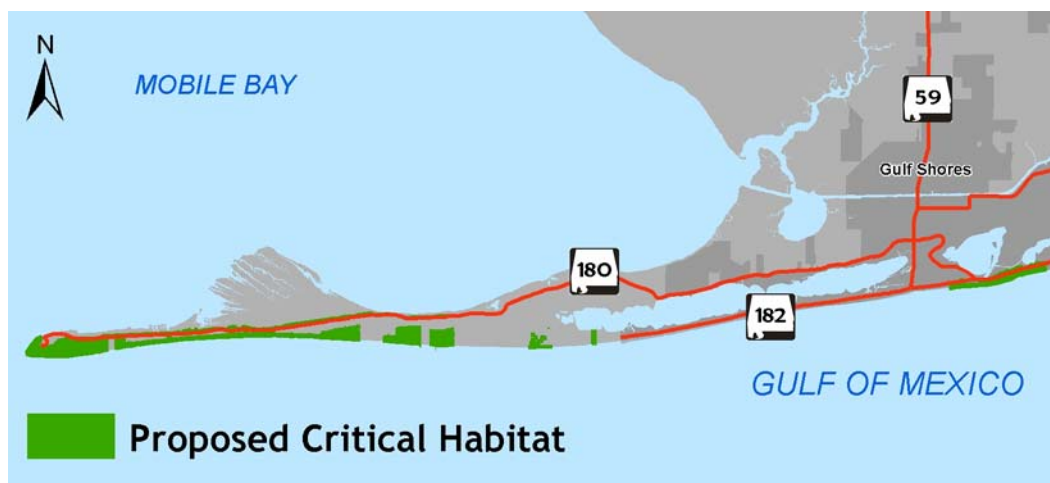 N
MOBILE BAY
59
Gulf Shores
180
182
GULF OF MEXICO
Proposed Critical Habitat